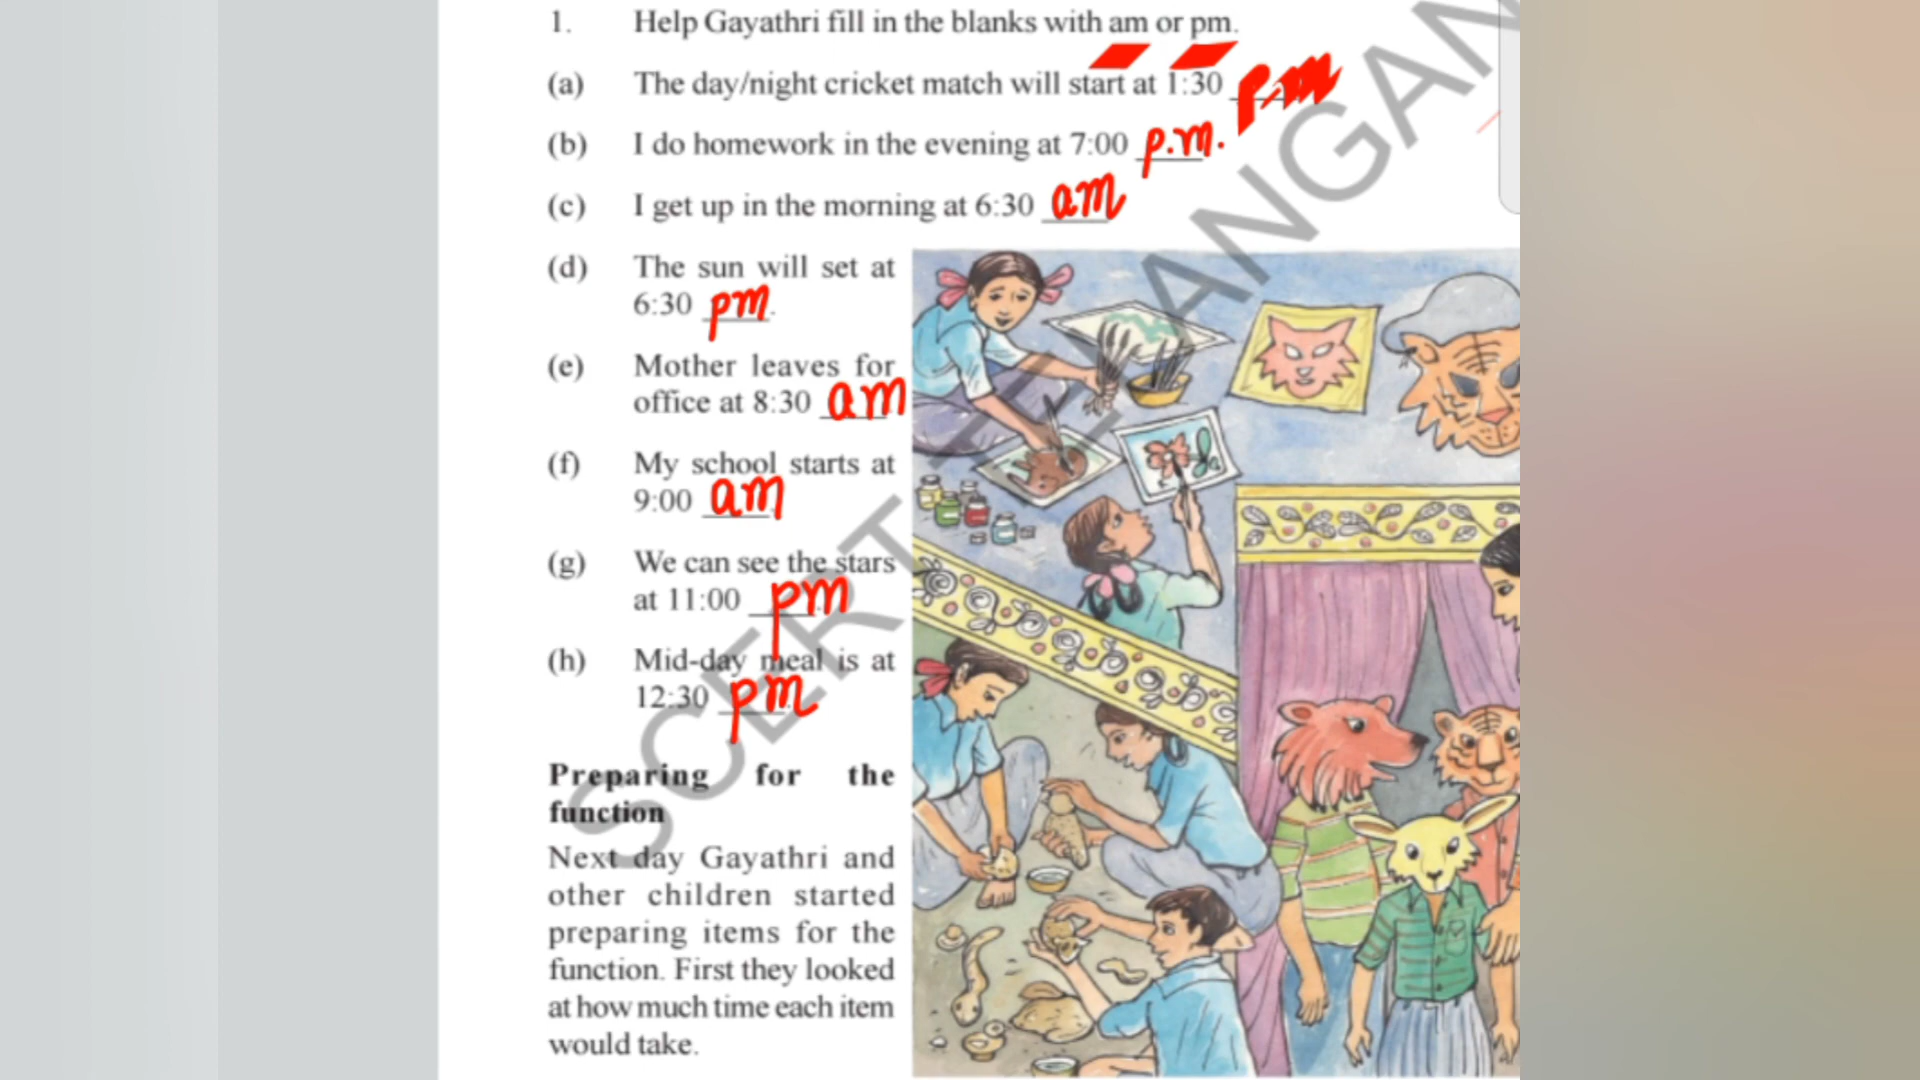 1. Help Gayathri fill in the blanks with am or pm.
(a) The day/night cricket match will start at 1:30 p.m
(b) I do homework in the evening at 7:00 p.m.
(c) I get up in the morning at 6:30 am
(d) The sun will set at
6:30 pm.
(e) Mother leaves for
office at 8:30 am
(f) My school starts at
9:00 am
(g) We can see the stars
at 11:00 pm
(h) Mid-day meal is at
12:30 pm
Preparing for the
function
Next day Gayathri and
other children started
preparing items for the
function. First they looked
at how much time each item
would take.
SCERT TELANGAN